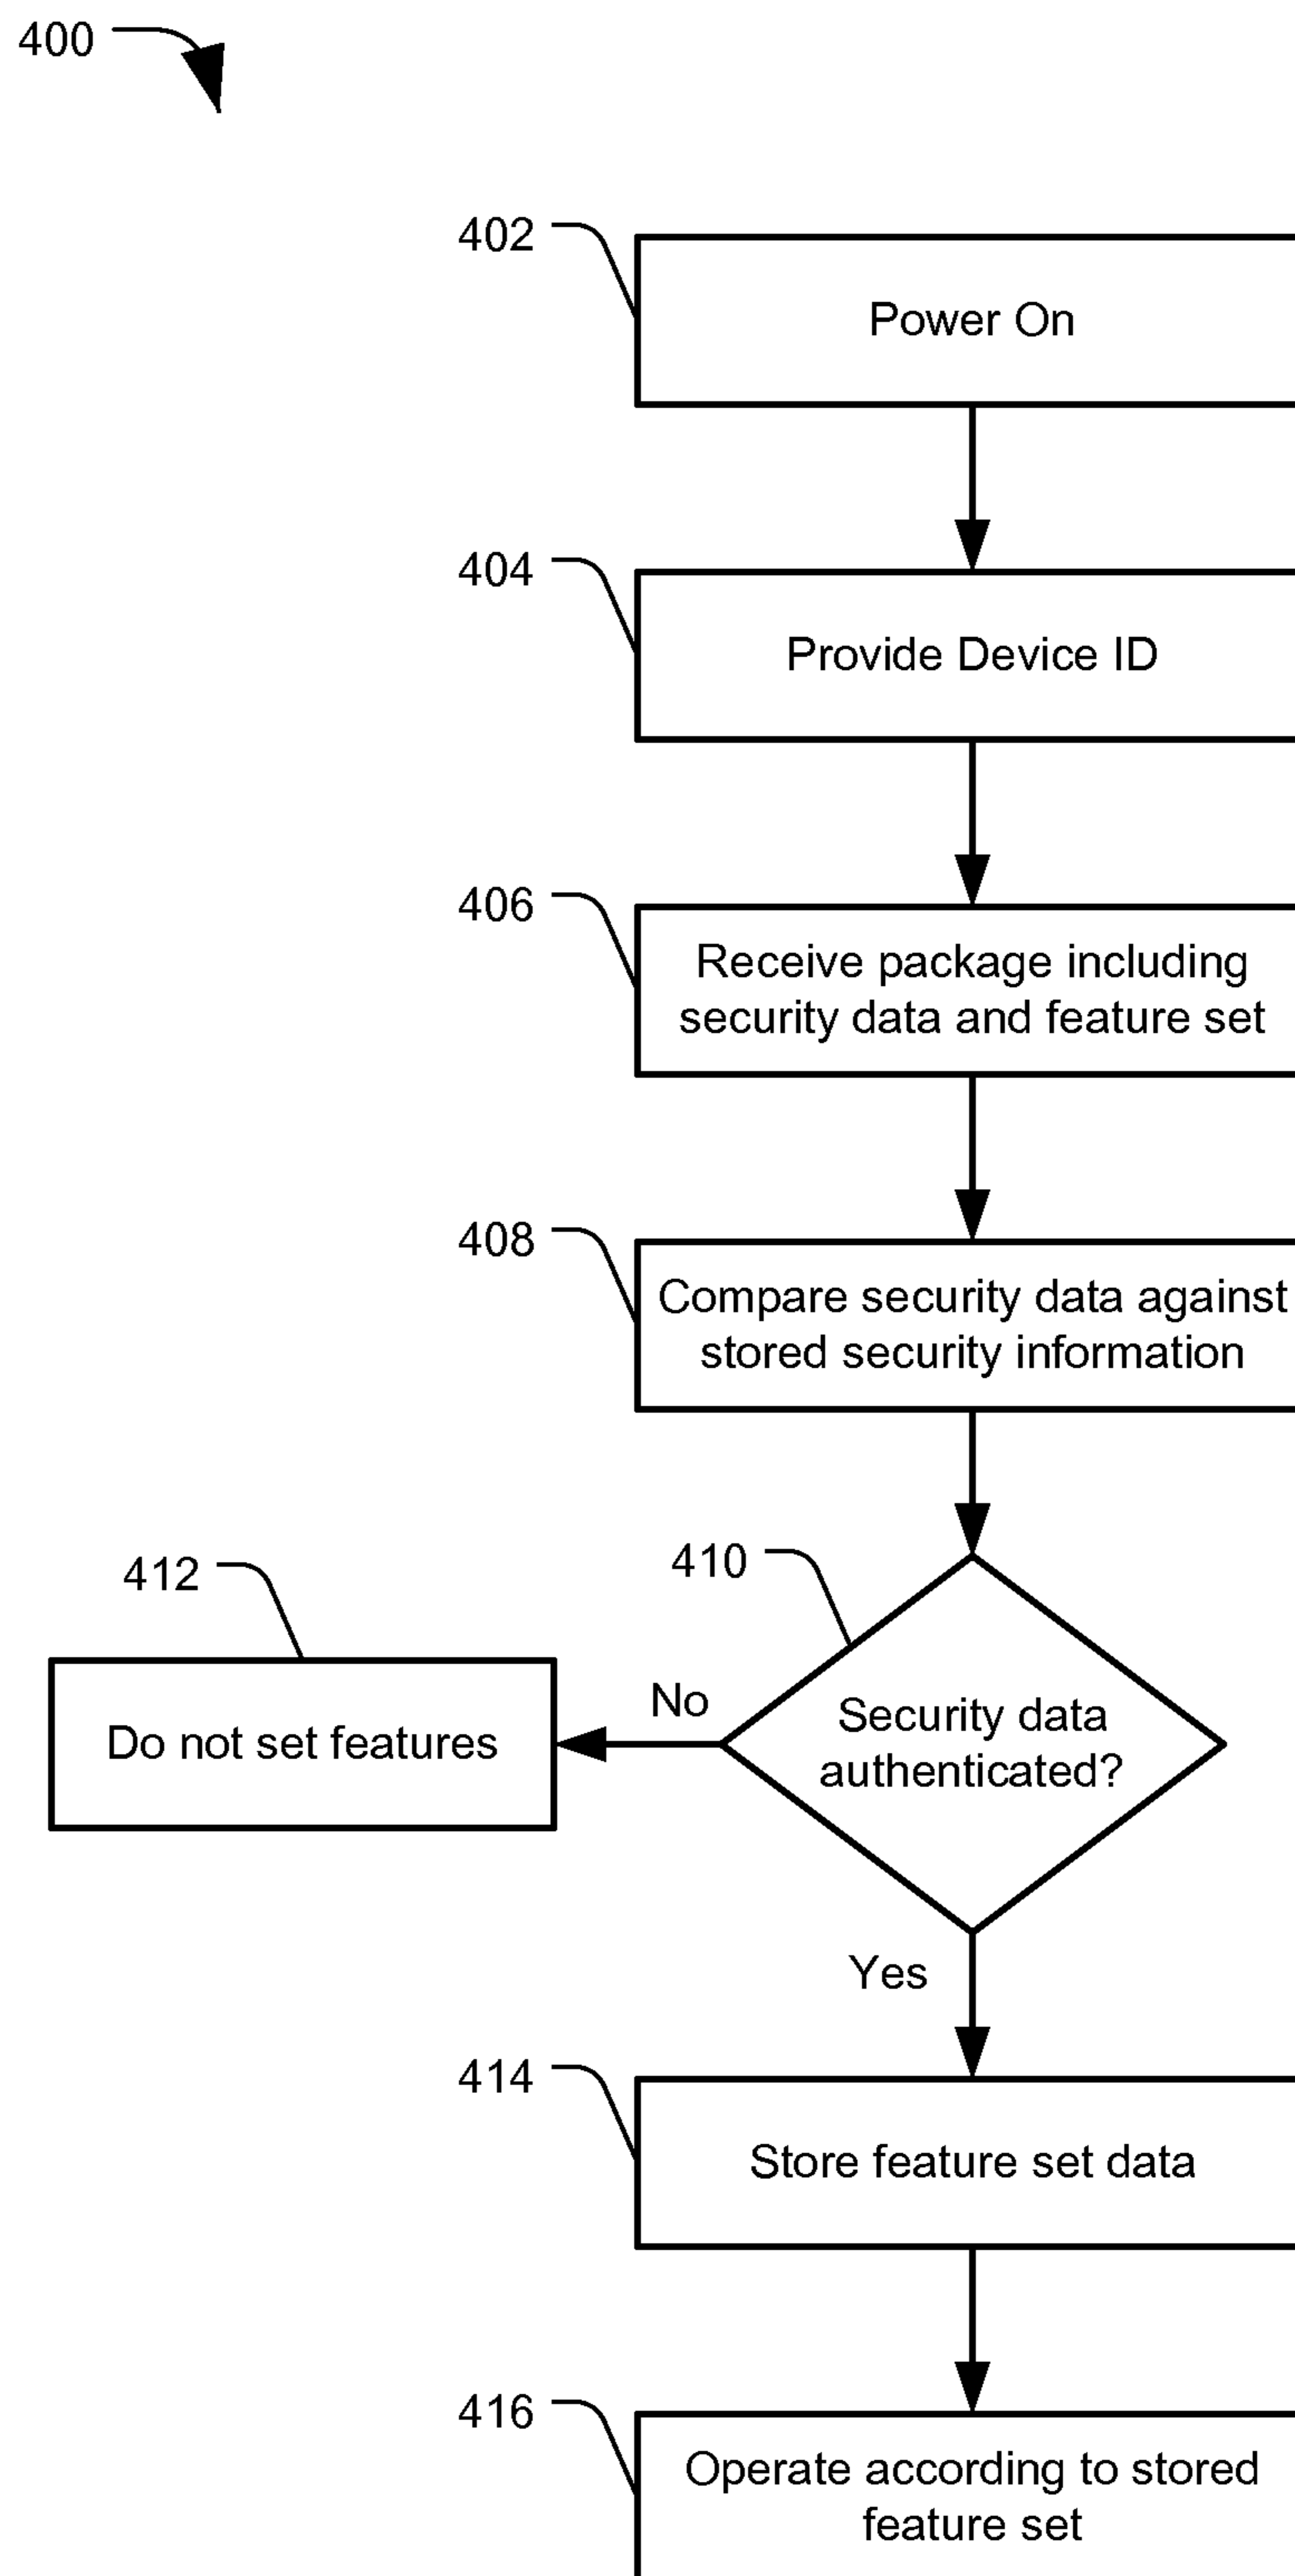 400
402
Power On
404
Provide Device ID
406
Receive package including
security data and feature set
408
Compare security data against
stored security information
412
410
No
Do not set features
Security data
authenticated?
Yes
414
Store feature set data
416
Operate according to stored
feature set